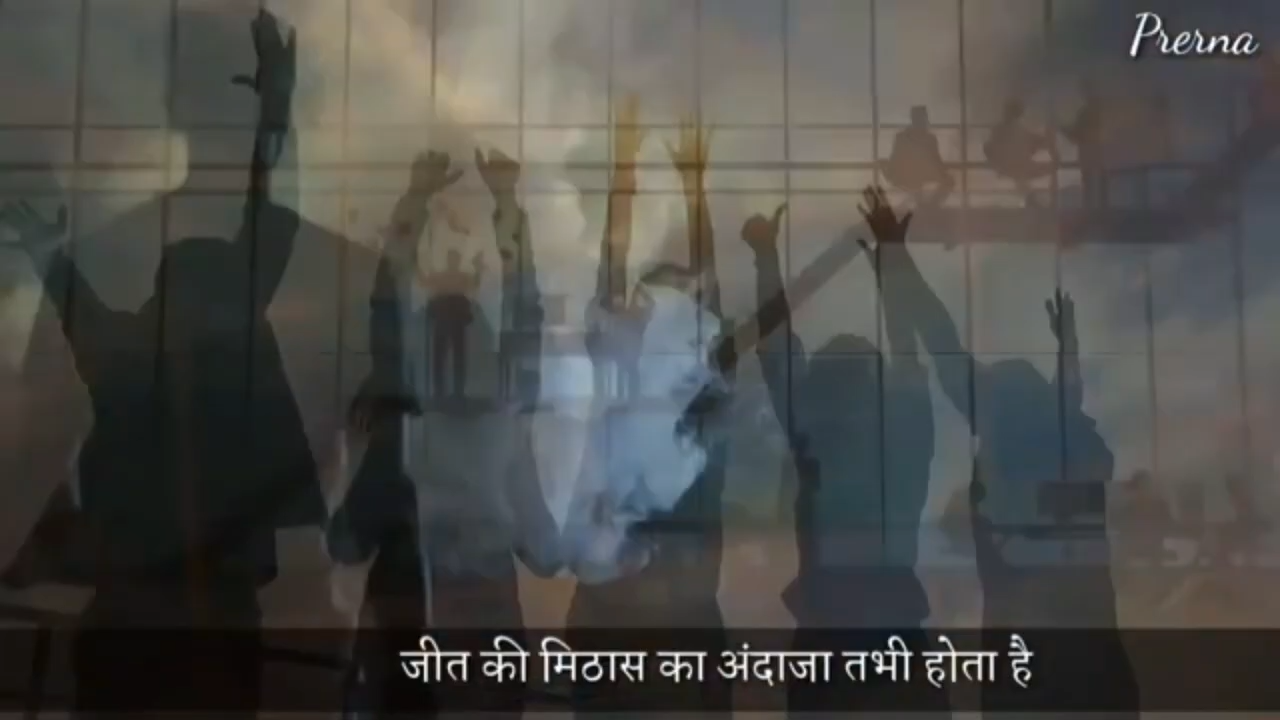 Prerna
जीत की मिठास का अंदाजा तभी होता है